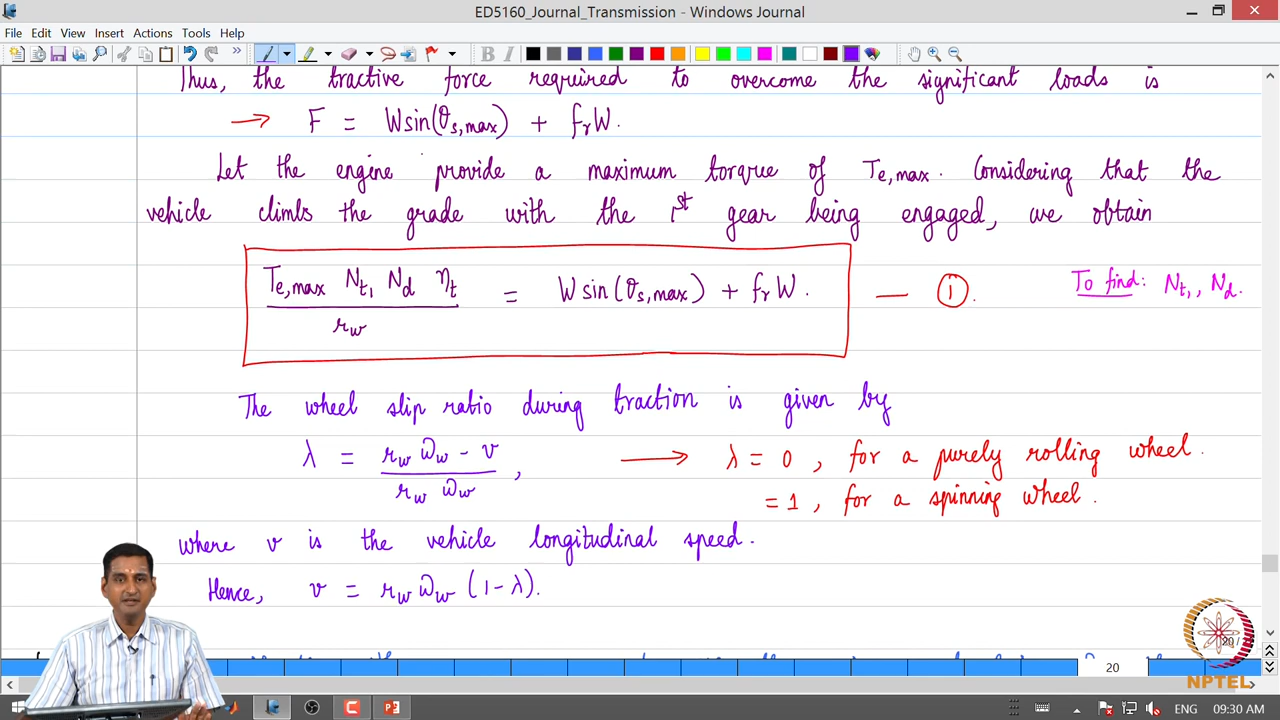 ED5160_Journal_Transmission - Windows Journal
File Edit View Insert Actions Tools Help
Thus, the tractive force required to overcome the significant loads is
→ F = Wsin(θs,max) + frW.
Let the engine provide a maximum torque of Te,max. Considering that the
vehicle climbs the grade with the 1st gear being engaged, we obtain
Te,max Nt1 Nd ηt / rw = W sin(θs,max) + frW. — ①.
To find: Nt1, Nd.
The wheel slip ratio during traction is given by
λ = (rw ωw - v) / (rw ωw), → λ = 0, for a purely rolling wheel.
= 1, for a spinning wheel.
where v is the vehicle longitudinal speed.
Hence, v = rw ωw (1-λ).
20
NPTEL
ENG 09:30 AM